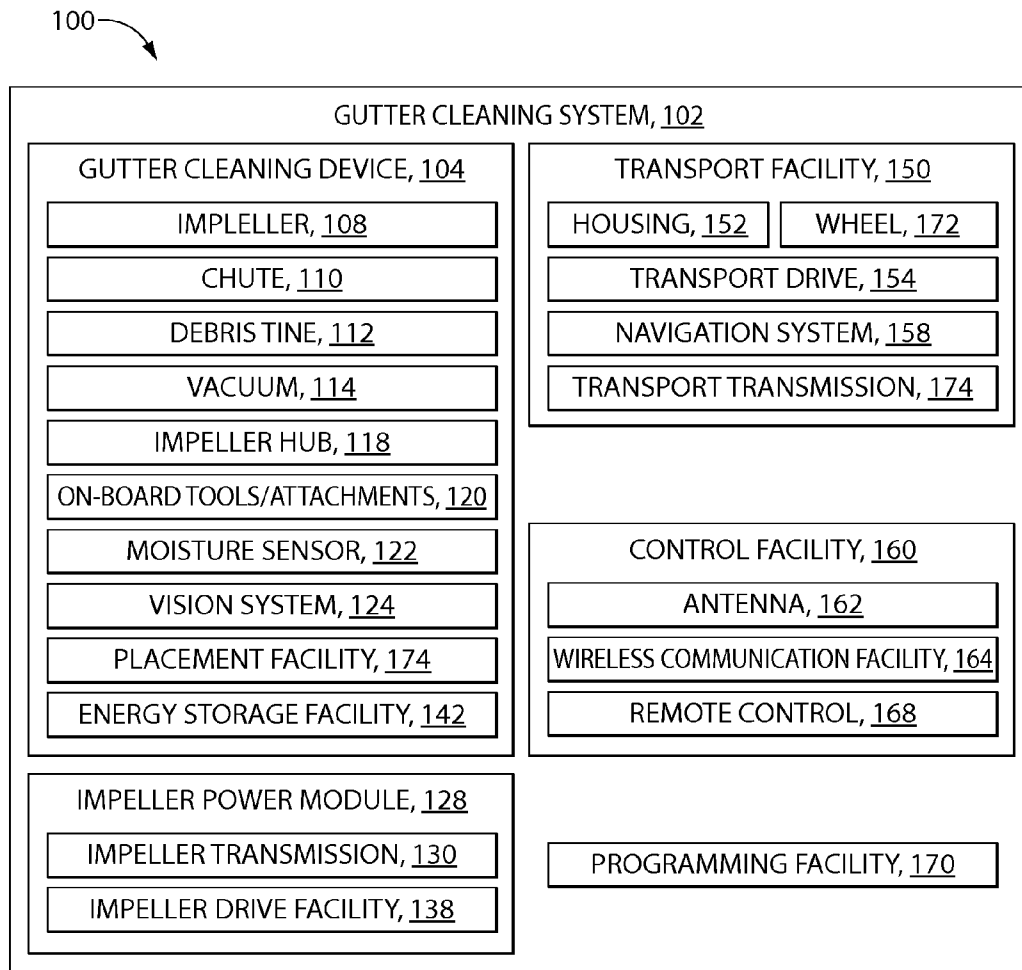 100
GUTTER CLEANING SYSTEM, 102
GUTTER CLEANING DEVICE, 104
IMPLELLER, 108
CHUTE, 110
DEBRIS TINE, 112
VACUUM, 114
IMPELLER HUB, 118
ON-BOARD TOOLS/ATTACHMENTS, 120
MOISTURE SENSOR, 122
VISION SYSTEM, 124
PLACEMENT FACILITY, 174
ENERGY STORAGE FACILITY, 142
IMPELLER POWER MODULE, 128
IMPELLER TRANSMISSION, 130
IMPELLER DRIVE FACILITY, 138
TRANSPORT FACILITY, 150
HOUSING, 152
WHEEL, 172
TRANSPORT DRIVE, 154
NAVIGATION SYSTEM, 158
TRANSPORT TRANSMISSION, 174
CONTROL FACILITY, 160
ANTENNA, 162
WIRELESS COMMUNICATION FACILITY, 164
REMOTE CONTROL, 168
PROGRAMMING FACILITY, 170